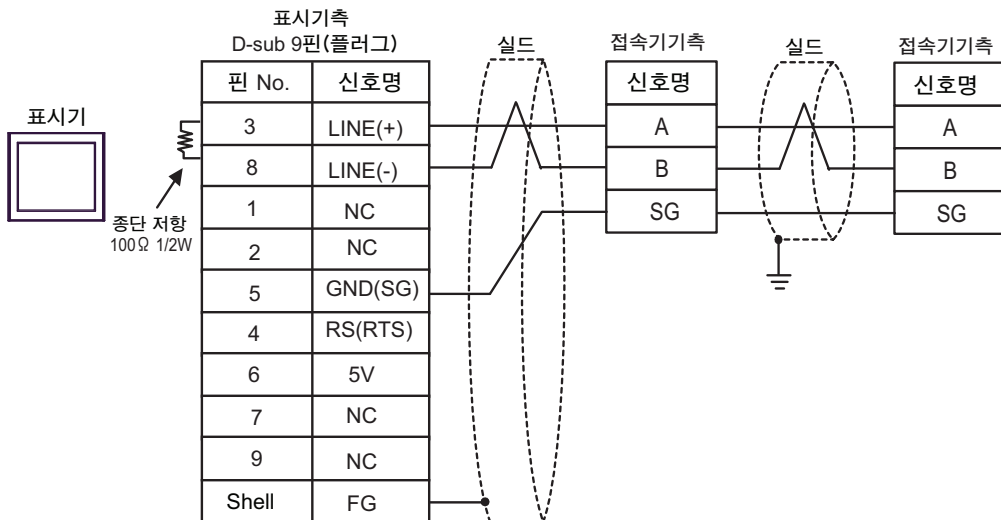 표시기측
D-sub 9핀(플러그)
실드
접속기기측
실드
접속기기측
핀 No. 신호명
신호명
신호명
표시기
3 LINE(+)
A
A
8 LINE(-)
B
B
종단 저항
100Ω 1/2W
1 NC
SG
SG
2 NC
5 GND(SG)
4 RS(RTS)
6 5V
7 NC
9 NC
Shell FG